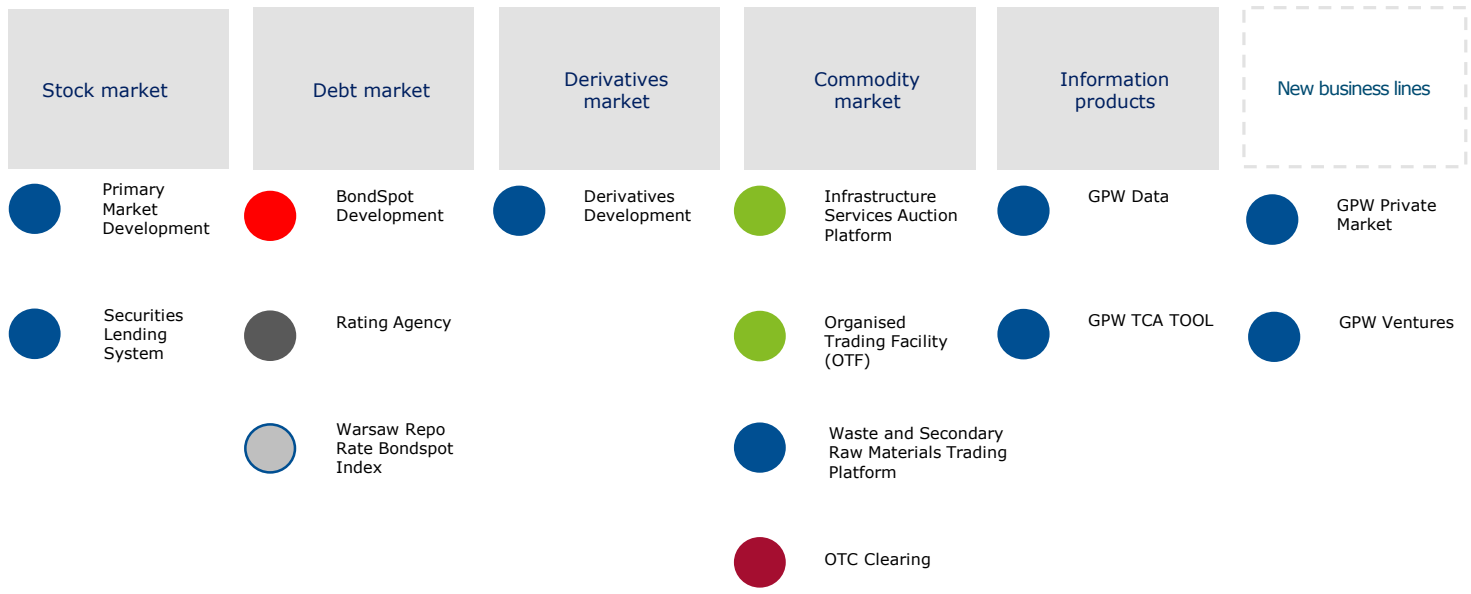 Stock market
Debt market
Derivatives
market
Commodity
market
Information
products
New business lines
Primary
Market
Development
Securities
Lending
System
BondSpot
Development
Rating Agency
Warsaw Repo
Rate Bondspot
Index
Derivatives
Development
Infrastructure
Services Auction
Platform
Organised
Trading Facility
(OTF)
Waste and Secondary
Raw Materials Trading
Platform
OTC Clearing
GPW Data
GPW TCA TOOL
GPW Private
Market
GPW Ventures